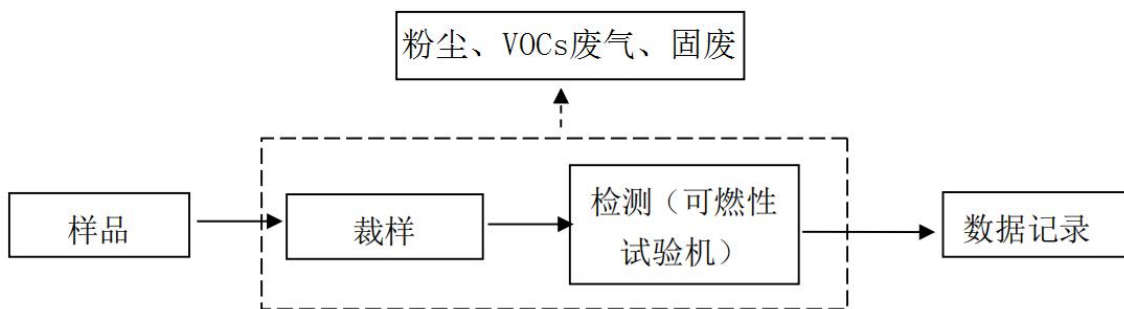 粉尘、VOCs废气、固废
样品
裁样
检测（可燃性
试验机）
数据记录